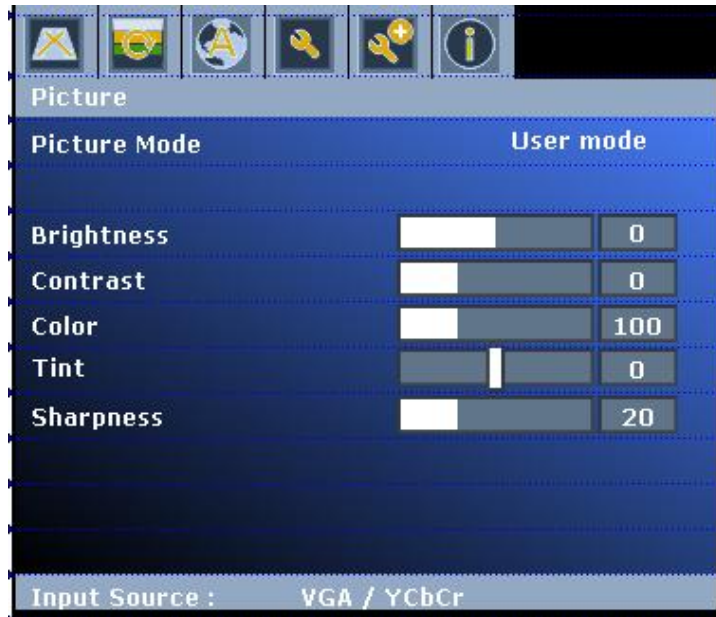 Picture
Picture Mode User mode
Brightness 0
Contrast 0
Color 100
Tint 0
Sharpness 20
Input Source : VGA / YCbCr